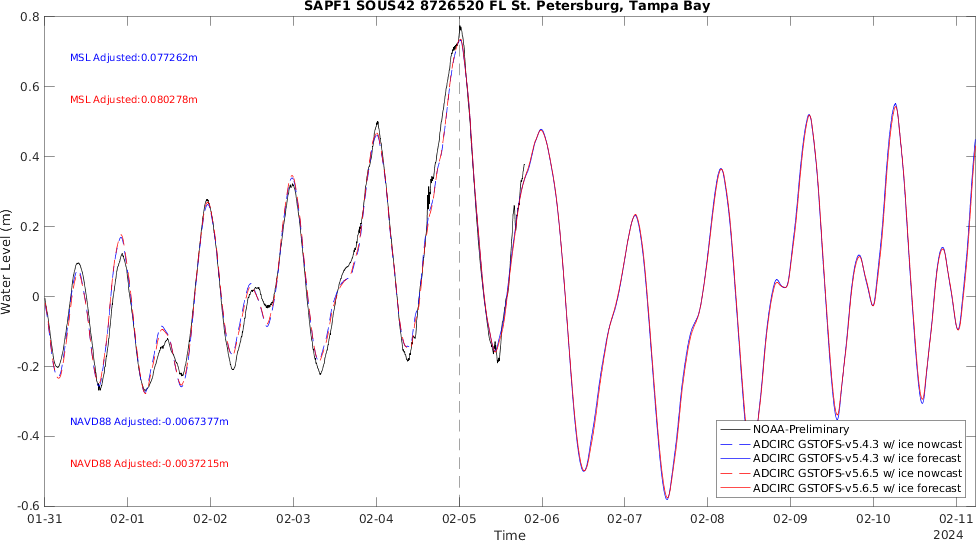 SAPF1 SOUS42 8726520 FL St. Petersburg, Tampa Bay
0.8
0.6
0.4
0.2
0
-0.2
-0.4
-0.6
Water Level (m)
MSL Adjusted:0.077262m
MSL Adjusted:0.080278m
NAVD88 Adjusted:-0.0067377m
NAVD88 Adjusted:-0.0037215m
NOAA-Preliminary
ADCIRC GSTOFS-v5.4.3 w/ ice nowcast
ADCIRC GSTOFS-v5.4.3 w/ ice forecast
ADCIRC GSTOFS-v5.6.5 w/ ice nowcast
ADCIRC GSTOFS-v5.6.5 w/ ice forecast
01-31 02-01 02-02 02-03 02-04 02-05 02-06 02-07 02-08 02-09 02-10 02-11
Time
2024